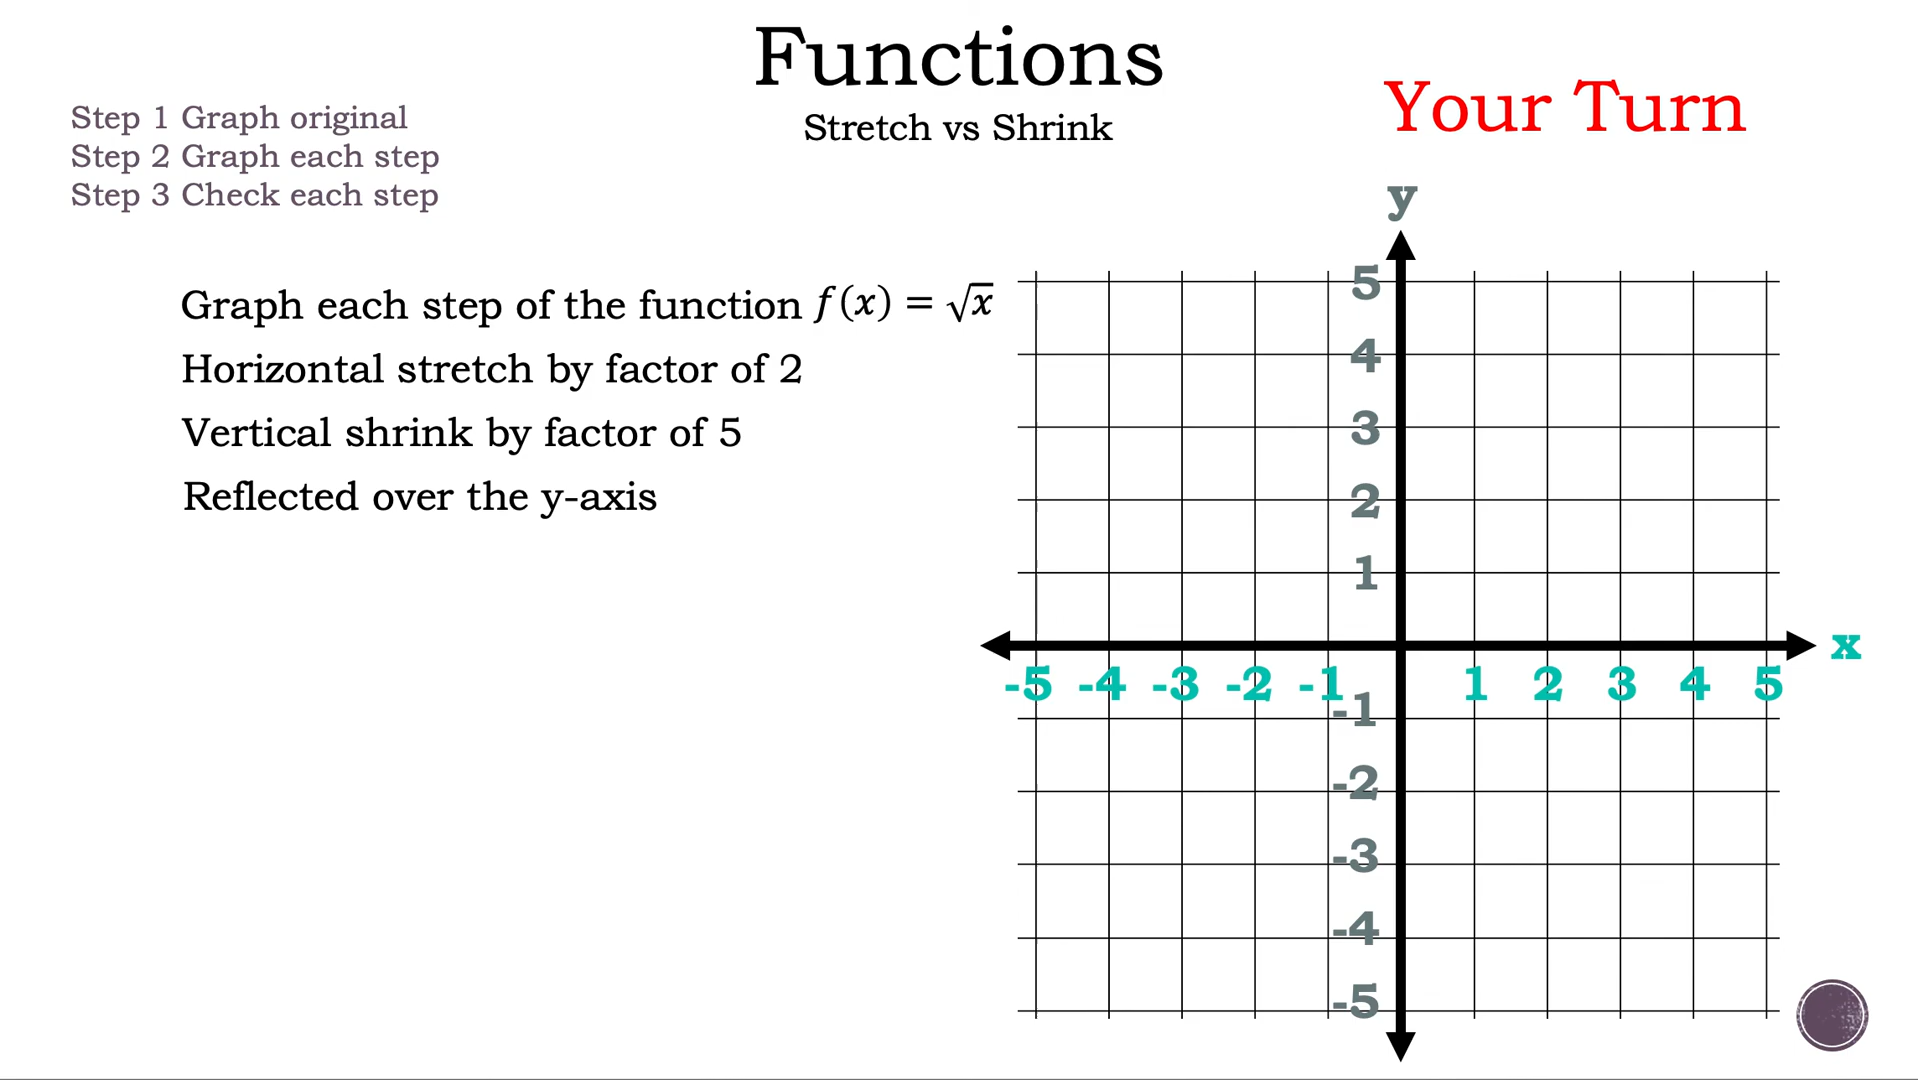 Functions
Stretch vs Shrink
Your Turn
Step 1 Graph original
Step 2 Graph each step
Step 3 Check each step
Graph each step of the function f(x) = √x
Horizontal stretch by factor of 2
Vertical shrink by factor of 5
Reflected over the y-axis
y
5
4
3
2
1
x
-5 -4 -3 -2 -1 1 2 3 4 5
-1
-2
-3
-4
-5